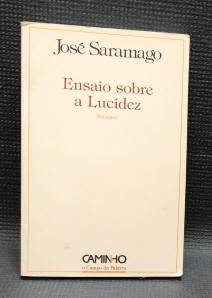 José Saramago
Ensaio sobre
a Lucidez
Romance
CAMINHO
o Campo da Palavra